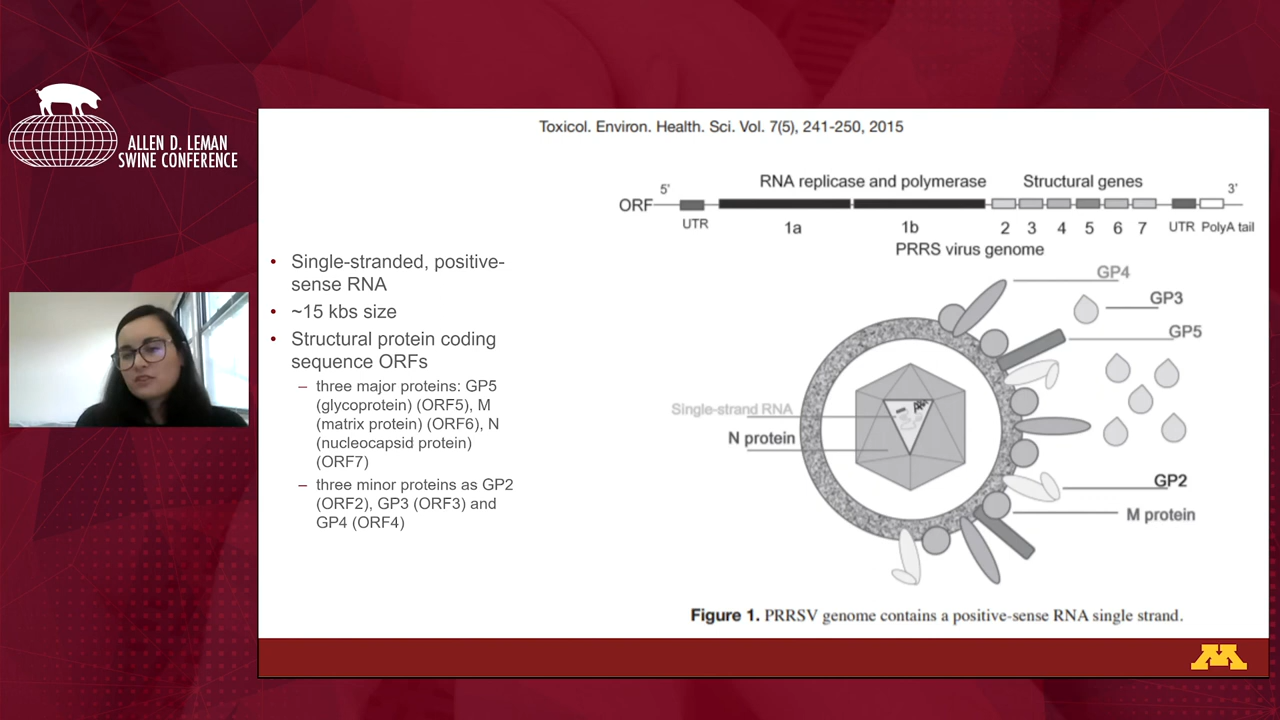 ALLEN D. LEMAN
SWINE CONFERENCE
Toxicol. Environ. Health. Sci. Vol. 7(5), 241-250, 2015
• Single-stranded, positive-
sense RNA
• ~15 kbs size
• Structural protein coding
sequence ORFs
– three major proteins: GP5
(glycoprotein) (ORF5), M
(matrix protein) (ORF6), N
(nucleocapsid protein)
(ORF7)
– three minor proteins as GP2
(ORF2), GP3 (ORF3) and
GP4 (ORF4)
RNA replicase and polymerase Structural genes
5' 3'
ORF
UTR 1a 1b 2 3 4 5 6 7 UTR PolyA tail
PRRS virus genome
GP4
GP3
GP5
Single-strand RNA
N protein
GP2
M protein
Figure 1. PRRSV genome contains a positive-sense RNA single strand.
M